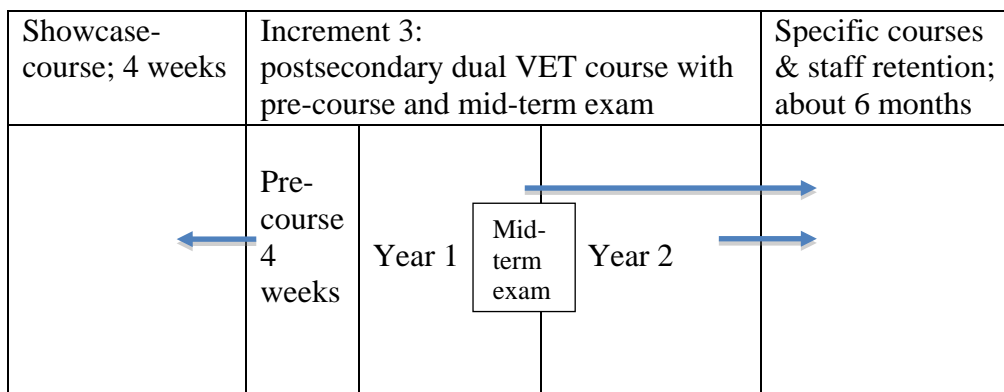 Showcase-
course; 4 weeks
Increment 3:
postsecondary dual VET course with
pre-course and mid-term exam
Specific courses
& staff retention;
about 6 months
Pre-
course
4
weeks
Year 1
Mid-
term
exam
Year 2